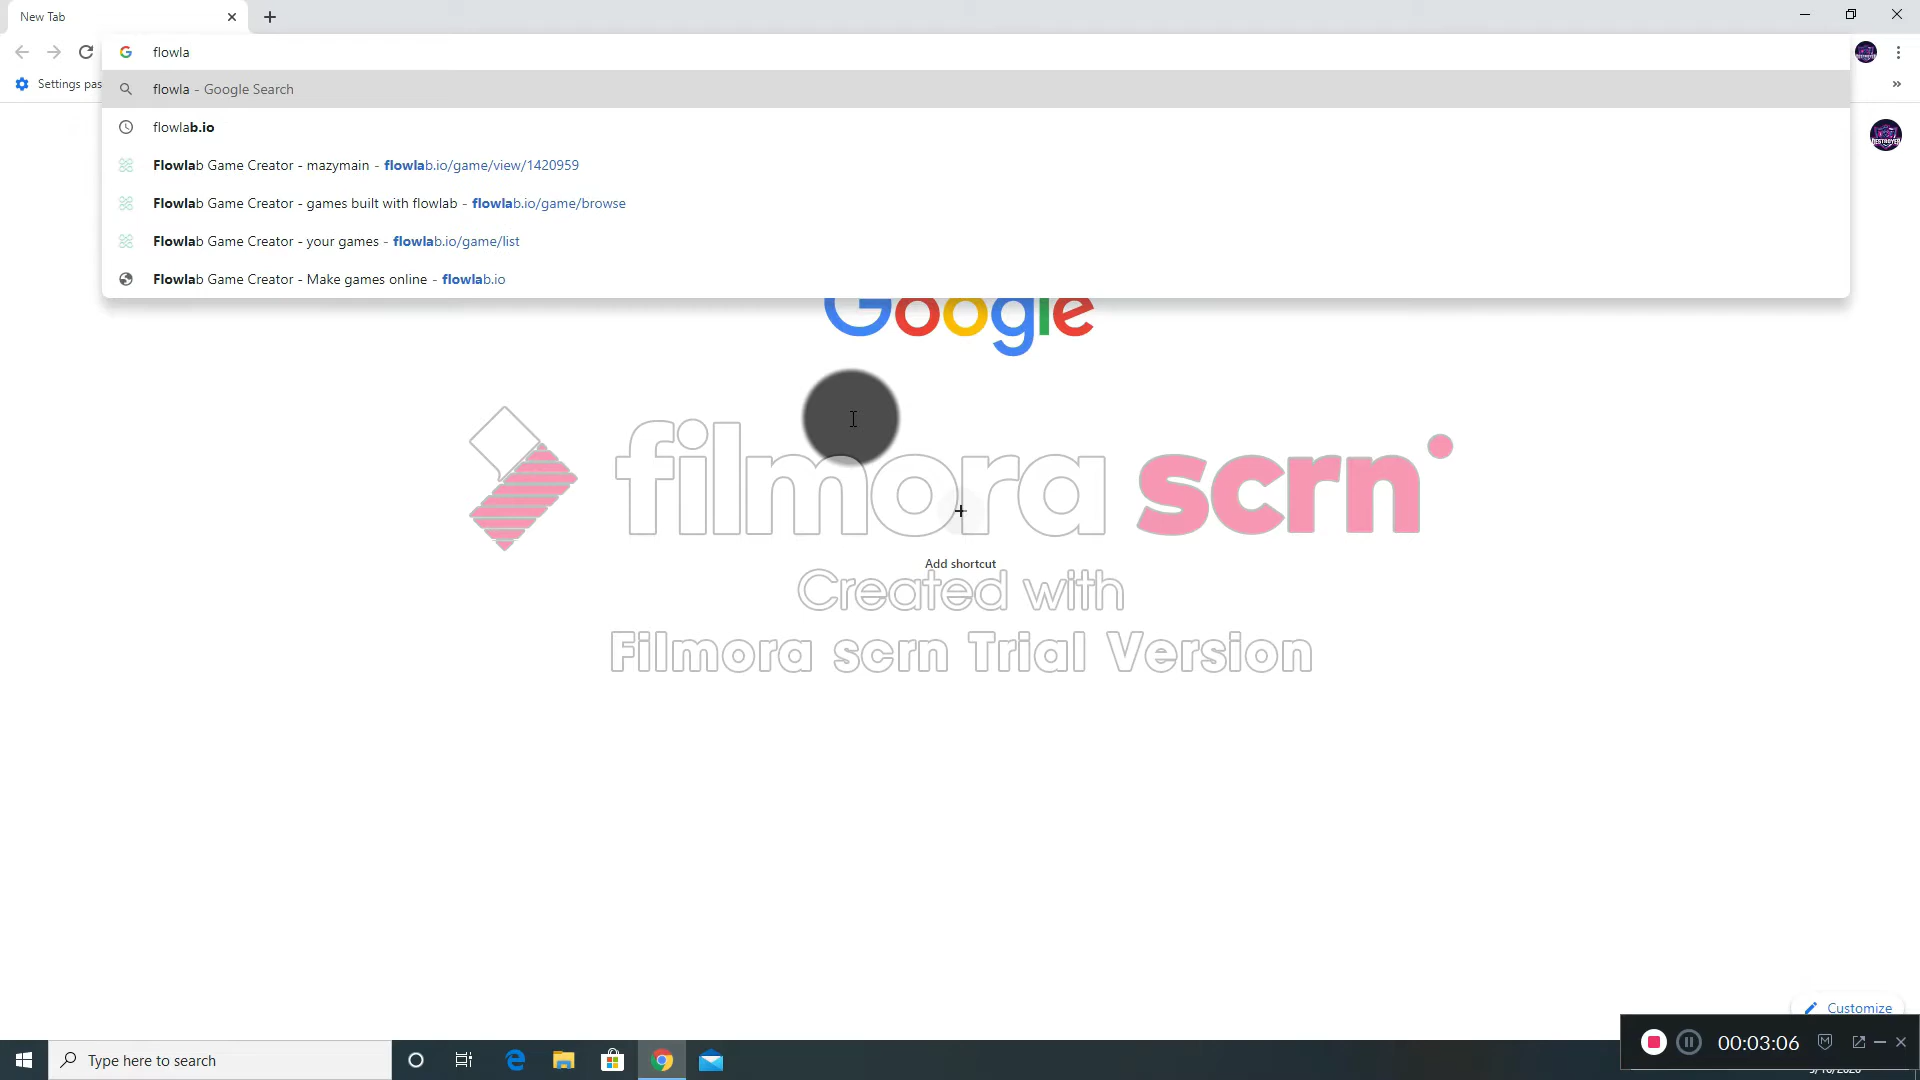 New Tab
flowla
Settings pas
flowla - Google Search
flowlab.io
Flowlab Game Creator - mazymain - flowlab.io/game/view/1420959
Flowlab Game Creator - games built with flowlab - flowlab.io/game/browse
Flowlab Game Creator - your games - flowlab.io/game/list
Flowlab Game Creator - Make games online - flowlab.io
Google
filmora scrn
Add shortcut
Created with
Filmora scrn Trial Version
Customize
Type here to search
00:03:06